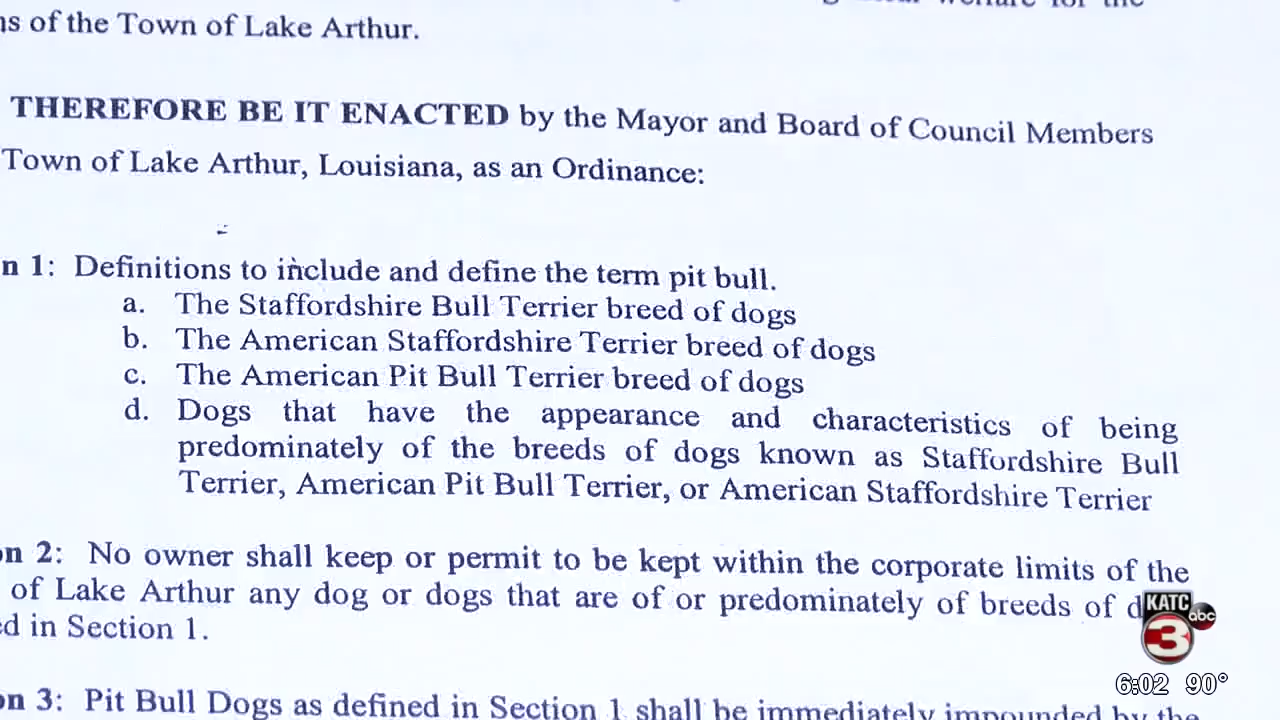 welfare for the
ns of the Town of Lake Arthur.
THEREFORE BE IT ENACTED by the Mayor and Board of Council Members
Town of Lake Arthur, Louisiana, as an Ordinance:
n 1: Definitions to include and define the term pit bull.
a. The Staffordshire Bull Terrier breed of dogs
b. The American Staffordshire Terrier breed of dogs
c. The American Pit Bull Terrier breed of dogs
d. Dogs that have the appearance and characteristics of being
predominately of the breeds of dogs known as Staffordshire Bull
Terrier, American Pit Bull Terrier, or American Staffordshire Terrier
on 2: No owner shall keep or permit to be kept within the corporate limits of the
of Lake Arthur any dog or dogs that are of or predominately of breeds of d
ed in Section 1.
on 3: Pit Bull Dogs as defined in Section 1 shall be immediately impounded by the
KATC
abc
3
6:02 90°